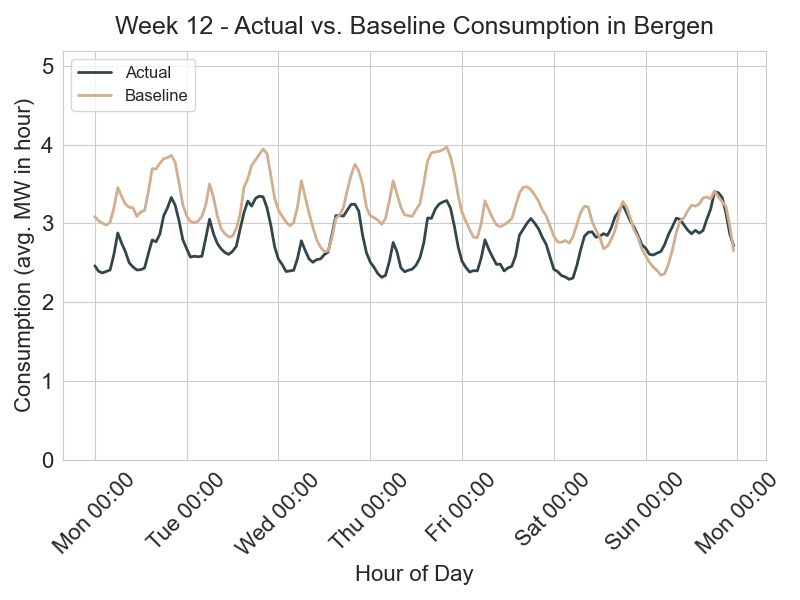 Week 12 - Actual vs. Baseline Consumption in Bergen
Actual
Baseline
Consumption (avg. MW in hour)
5
4
3
2
1
0
Mon 00:00
Tue 00:00
Wed 00:00
Thu 00:00
Fri 00:00
Sat 00:00
Sun 00:00
Mon 00:00
Hour of Day